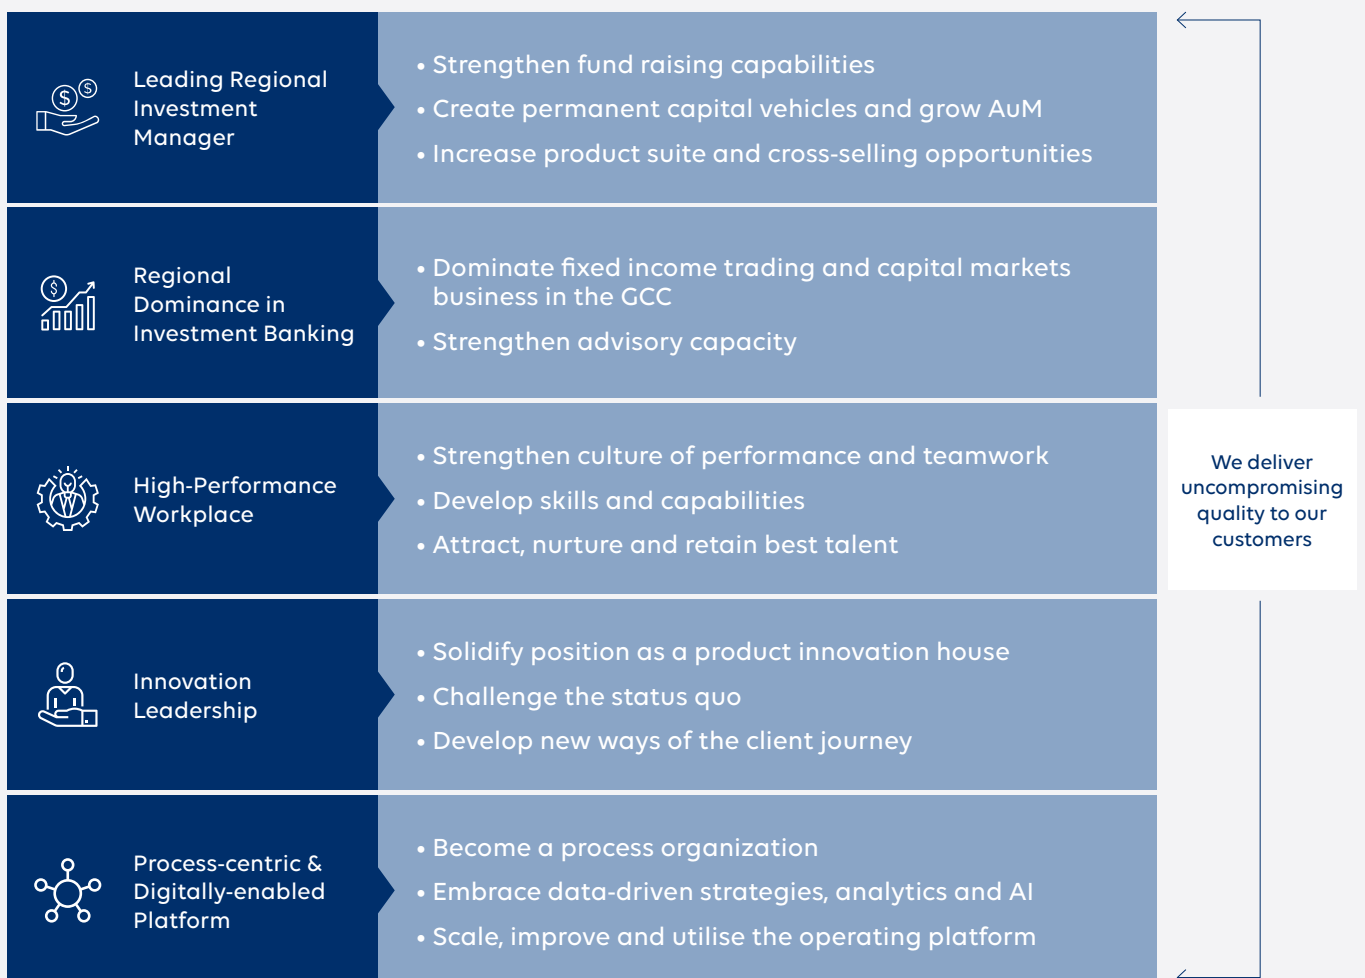 Leading Regional
Investment
Manager
• Strengthen fund raising capabilities
• Create permanent capital vehicles and grow AuM
• Increase product suite and cross-selling opportunities
Regional
Dominance in
Investment Banking
• Dominate fixed income trading and capital markets
business in the GCC
• Strengthen advisory capacity
High-Performance
Workplace
• Strengthen culture of performance and teamwork
• Develop skills and capabilities
• Attract, nurture and retain best talent
Innovation
Leadership
• Solidify position as a product innovation house
• Challenge the status quo
• Develop new ways of the client journey
Process-centric &
Digitally-enabled
Platform
• Become a process organization
• Embrace data-driven strategies, analytics and AI
• Scale, improve and utilise the operating platform
We deliver
uncompromising
quality to our
customers